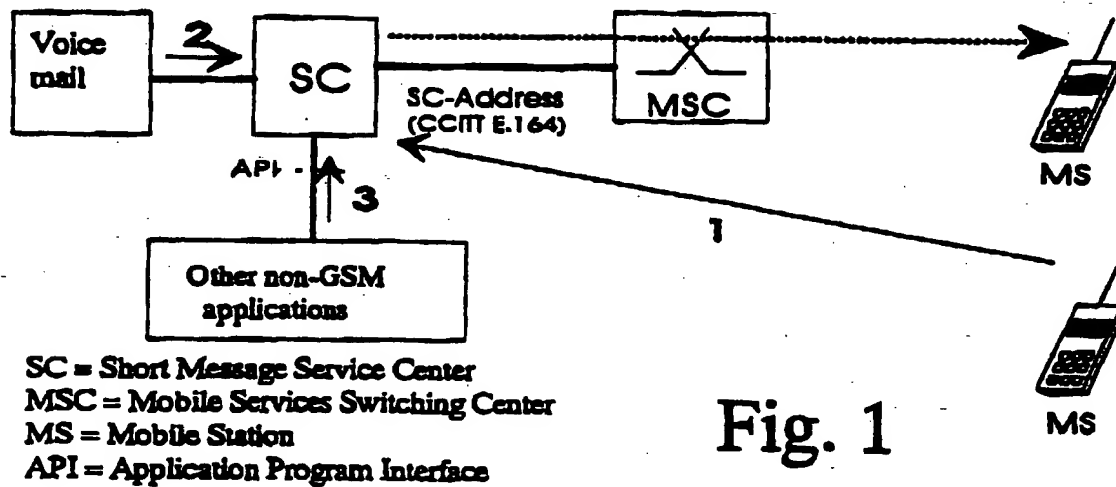 Voice
mail
2
SC
MSC
SC-Address
(CCITT E.164)
MS
API
3
1
Other non-GSM
applications
MS
SC = Short Message Service Center
MSC = Mobile Services Switching Center
MS = Mobile Station
API = Application Program Interface
Fig. 1